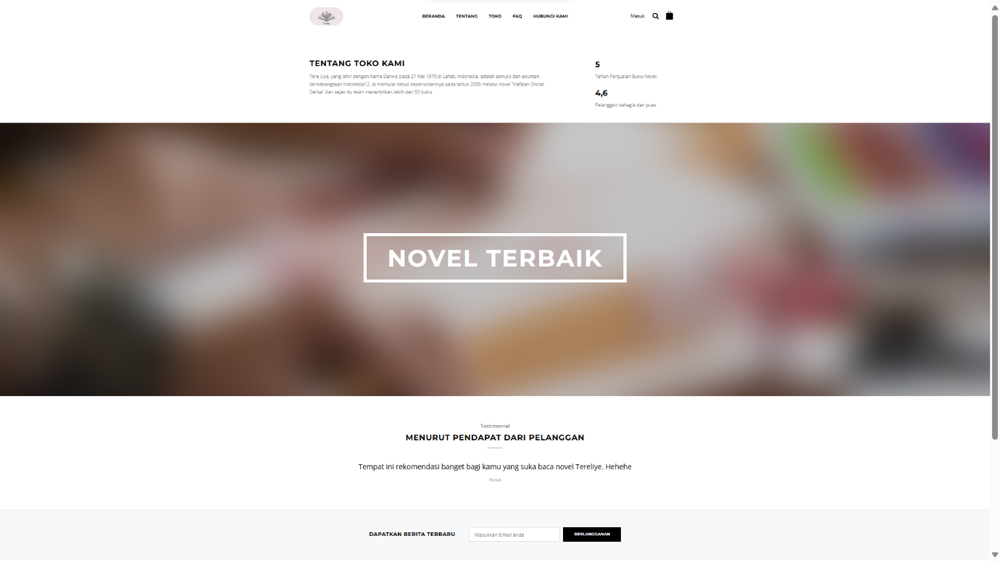 BERANDA TENTANG TOKO FAQ HUBUNGI KAMI Masuk
TENTANG TOKO KAMI
Tere Liye, yang lahir dengan nama Darwis pada 21 Mei 1979 di Lahat, Indonesia, adalah penulis dan akuntan
berkebangsaan Indonesia12. Ia memulai debut kepenulisannya pada tahun 2005 melalui novel "Hafalan Sholat
Delisa" dan sejak itu telah menerbitkan lebih dari 50 buku.
5
Tahun Penjualan Buku Novel.
4,6
Pelanggan bahagia dan puas.
NOVEL TERBAIK
Testimonial
MENURUT PENDAPAT DARI PELANGGAN
Tempat ini rekomendasi banget bagi kamu yang suka baca novel Tereliye. Hehehe
Portal
DAPATKAN BERITA TERBARU
Masukkan Email anda
BERLANGGANAN